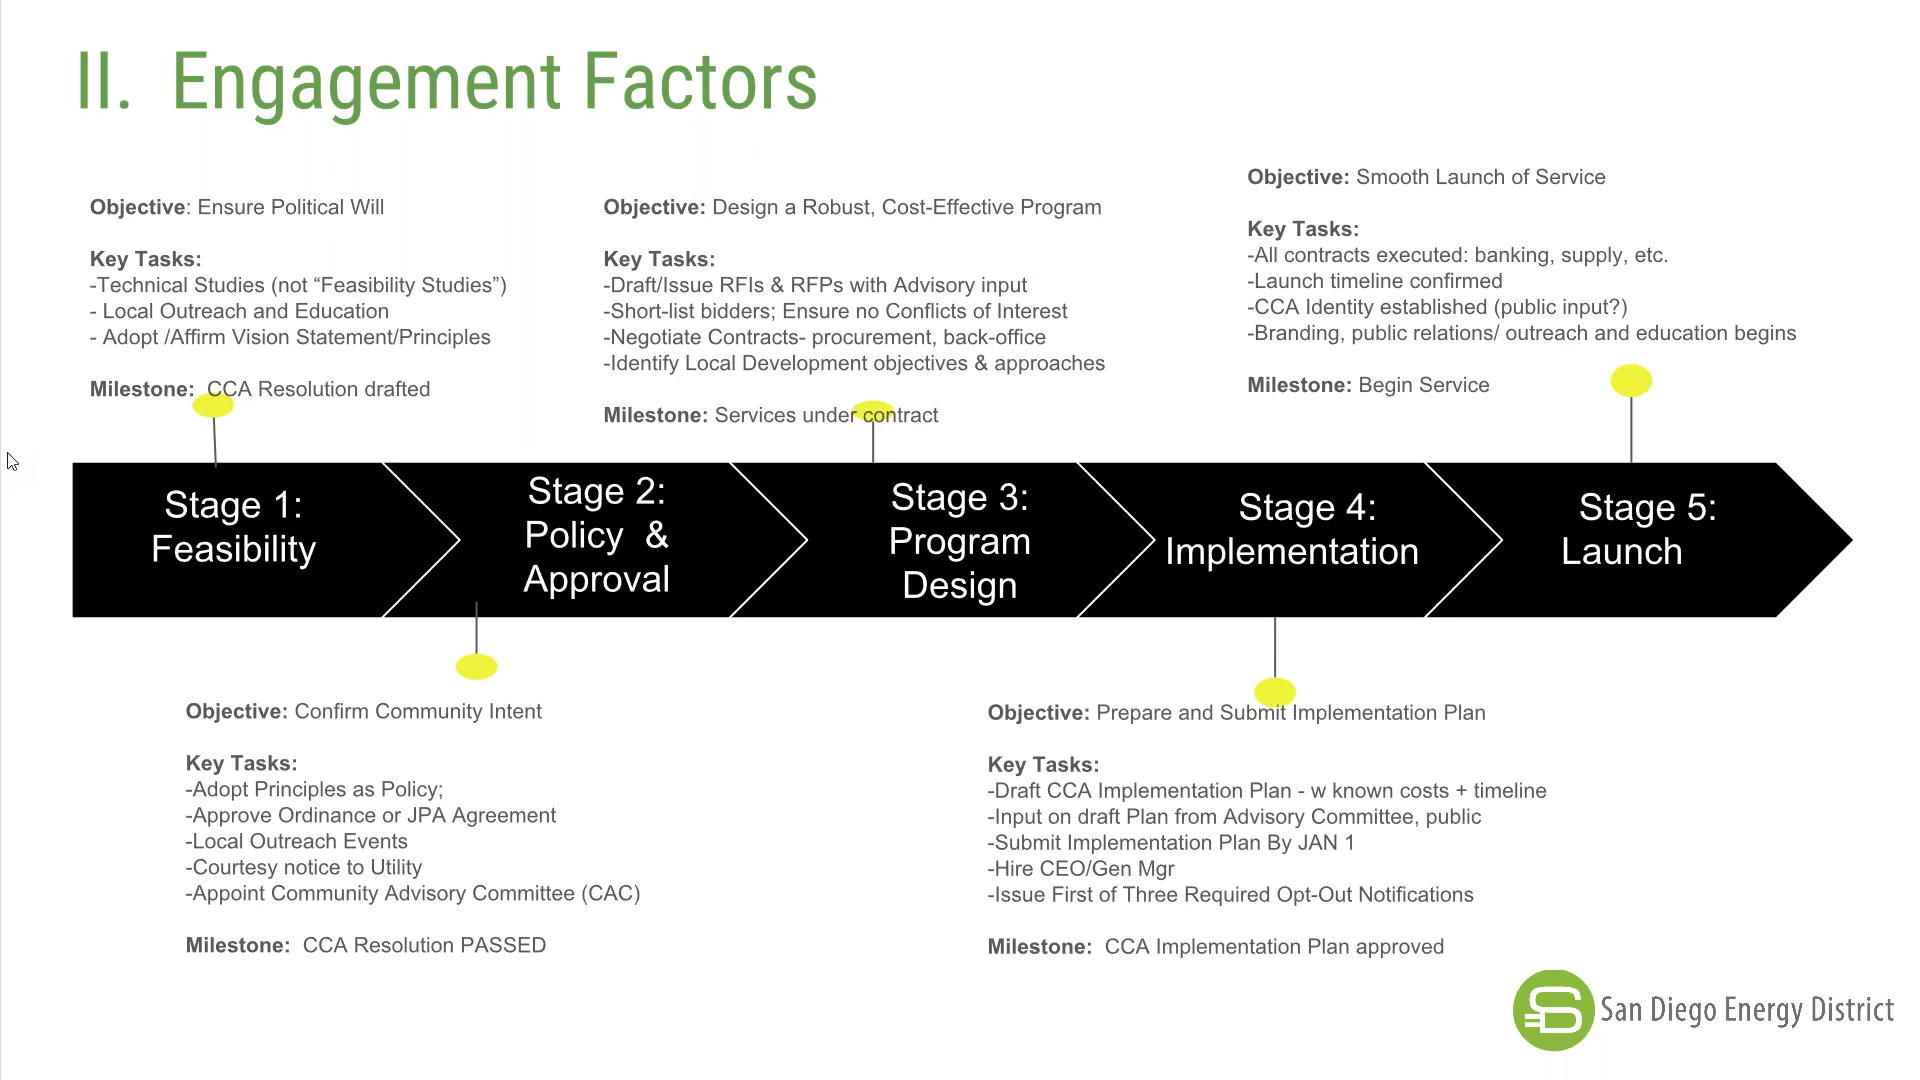 II. Engagement Factors
Objective: Ensure Political Will
Key Tasks:
-Technical Studies (not “Feasibility Studies”)
- Local Outreach and Education
- Adopt /Affirm Vision Statement/Principles
Milestone: CCA Resolution drafted
Objective: Design a Robust, Cost-Effective Program
Key Tasks:
-Draft/Issue RFIs & RFPs with Advisory input
-Short-list bidders; Ensure no Conflicts of Interest
-Negotiate Contracts- procurement, back-office
-Identify Local Development objectives & approaches
Milestone: Services under contract
Objective: Smooth Launch of Service
Key Tasks:
-All contracts executed: banking, supply, etc.
-Launch timeline confirmed
-CCA Identity established (public input?)
-Branding, public relations/ outreach and education begins
Milestone: Begin Service
Stage 1:
Feasibility
Stage 2:
Policy &
Approval
Stage 3:
Program
Design
Stage 4:
Implementation
Stage 5:
Launch
Objective: Confirm Community Intent
Key Tasks:
-Adopt Principles as Policy;
-Approve Ordinance or JPA Agreement
-Local Outreach Events
-Courtesy notice to Utility
-Appoint Community Advisory Committee (CAC)
Milestone: CCA Resolution PASSED
Objective: Prepare and Submit Implementation Plan
Key Tasks:
-Draft CCA Implementation Plan - w known costs + timeline
-Input on draft Plan from Advisory Committee, public
-Submit Implementation Plan By JAN 1
-Hire CEO/Gen Mgr
-Issue First of Three Required Opt-Out Notifications
Milestone: CCA Implementation Plan approved
San Diego Energy District